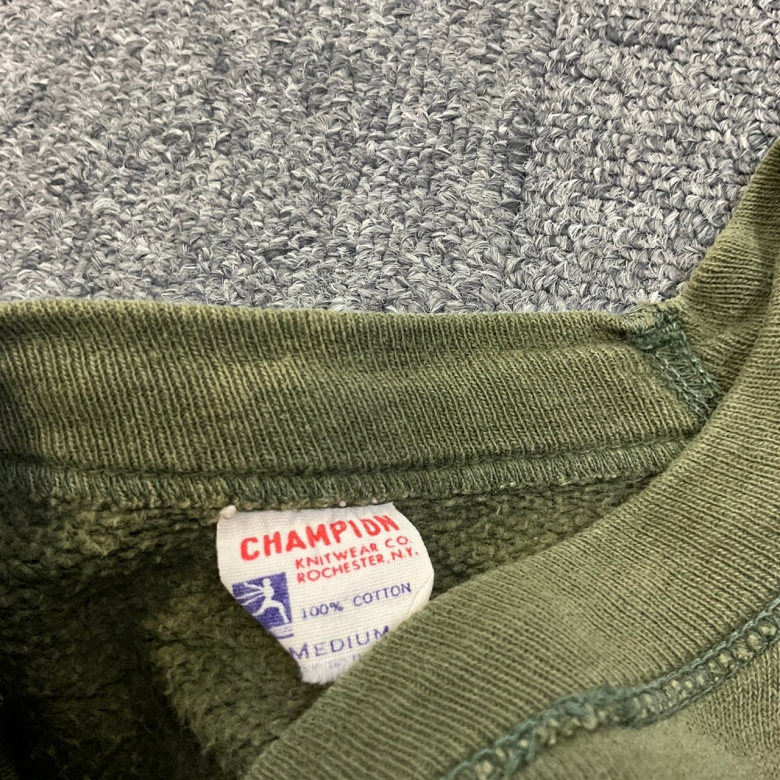 CHAMPION
KNITWEAR CO.
ROCHESTER, N.Y.
100% COTTON
MEDIUM